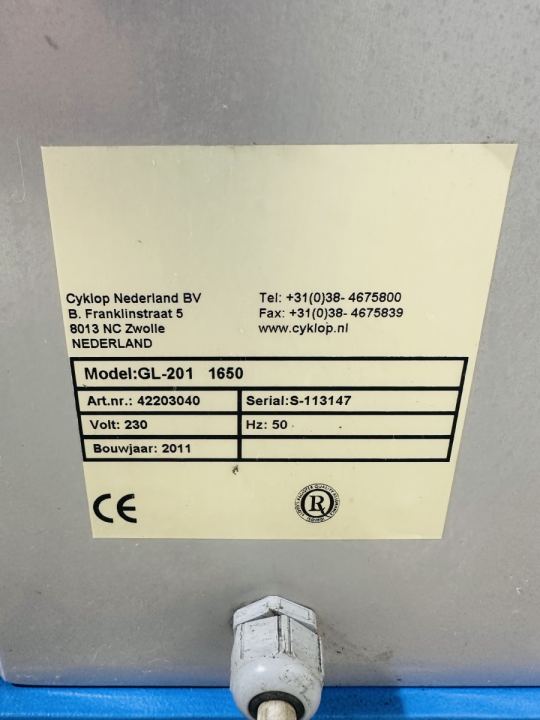 Cyklop Nederland BV Tel: +31(0)38- 4675800
B. Franklinstraat 5 Fax: +31(0)38- 4675839
8013 NC Zwolle www.cyklop.nl
NEDERLAND
Model:GL-201 1650
Art.nr.: 42203040 Serial:S-113147
Volt: 230 Hz: 50
Bouwjaar: 2011
CE
R